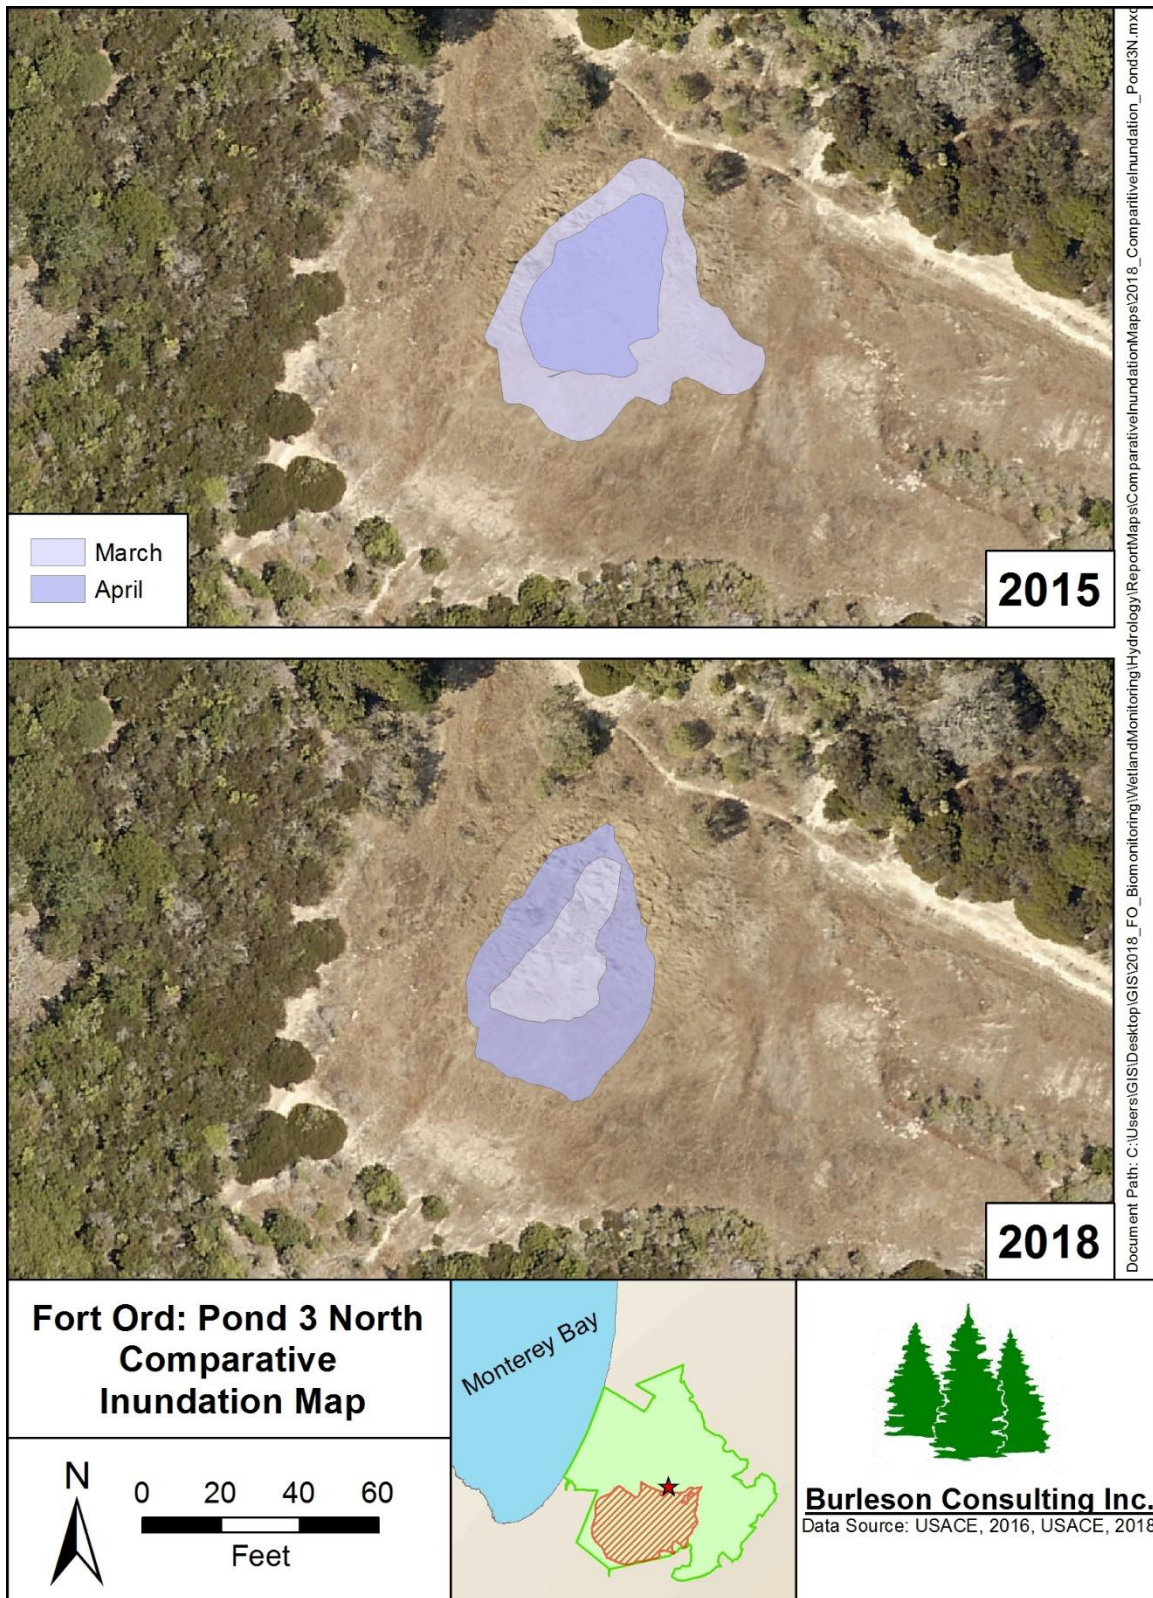 March
April
2015
2018
Document Path: C:\Users\GIS\Desktop\GIS\2018_FO_Biomonitoring\WetlandMonitoring\Hydrology\ReportMaps\ComparativeInundationMaps\2018_ComparitiveInundation_Pond3N.mxd
Fort Ord: Pond 3 North
Comparative
Inundation Map
N
0 20 40 60
Feet
Monterey Bay
Burleson Consulting Inc.
Data Source: USACE, 2016, USACE, 2018